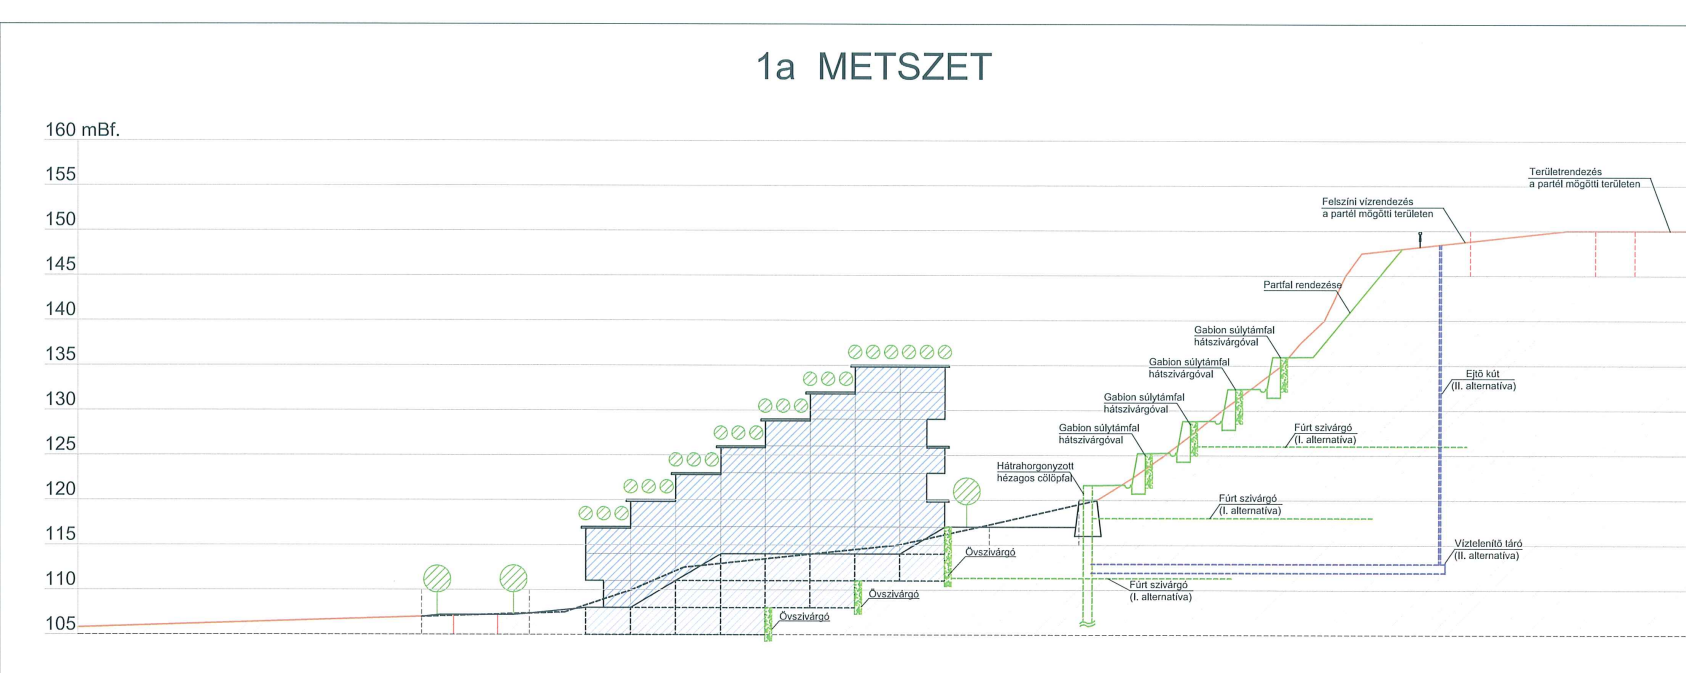 1a METSZET
160 mBf.
155
150
145
140
135
130
125
120
115
110
105
Területrendezés
a partél mögötti területen
Felszíni vízrendezés
a partél mögötti területen
Partfal rendezése
Gabion súlytámfal
hátszivárgóval
Gabion súlytámfal
hátszivárgóval
Gabion súlytámfal
hátszivárgóval
Gabion súlytámfal
hátszivárgóval
Hátrahorgonyzott
hézagos cölöpfal
Ejtő kút
(II. alternatíva)
Fúrt szivárgó
(I. alternatíva)
Fúrt szivárgó
(I. alternatíva)
Víztelenítő táró
(II. alternatíva)
Fúrt szivárgó
(I. alternatíva)
Övszivárgó
Övszivárgó
Övszivárgó